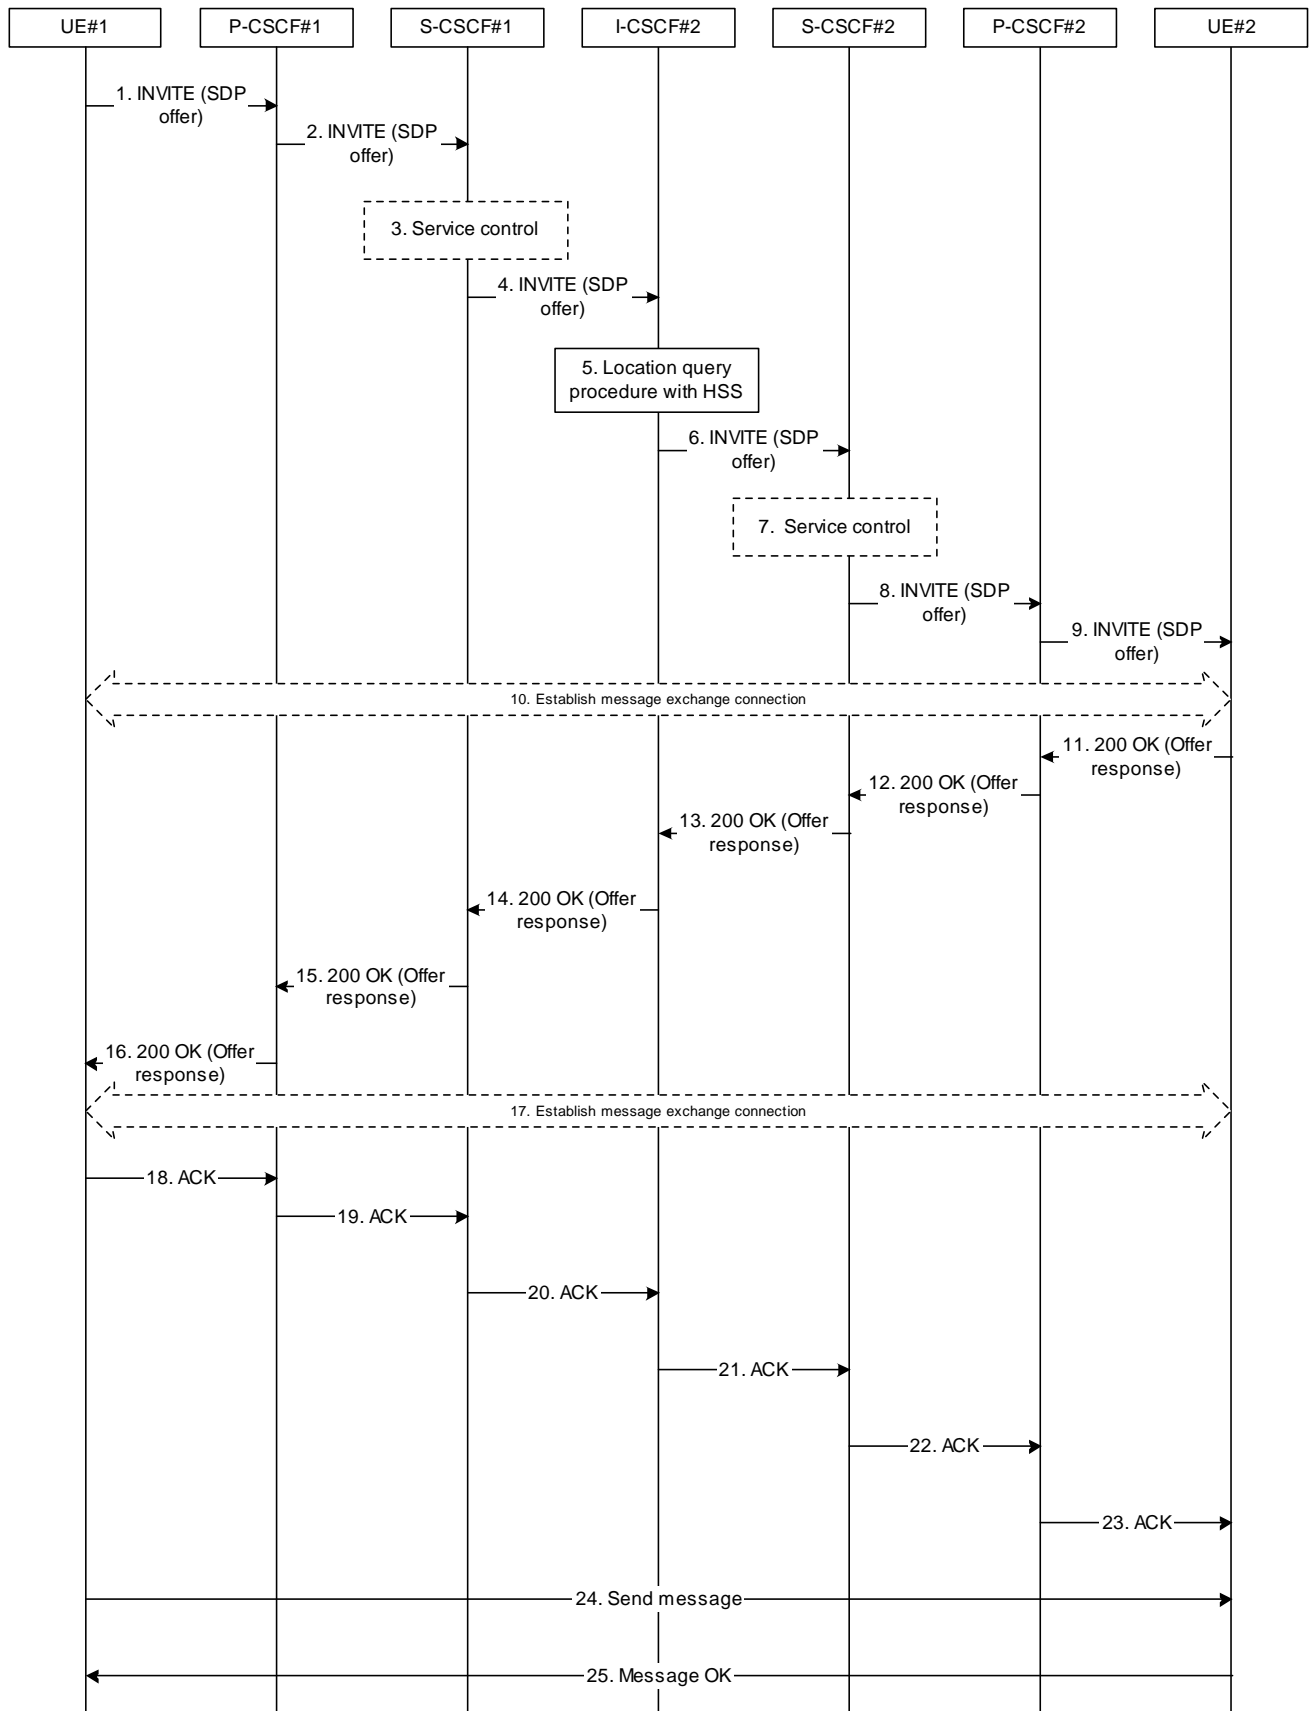 UE#1
P-CSCF#1
S-CSCF#1
I-CSCF#2
S-CSCF#2
P-CSCF#2
UE#2
1. INVITE (SDP
offer)
2. INVITE (SDP
offer)
3. Service control
4. INVITE (SDP
offer)
5. Location query
procedure with HSS
6. INVITE (SDP
offer)
7. Service control
8. INVITE (SDP
offer)
9. INVITE (SDP
offer)
10. Establish message exchange connection
11. 200 OK (Offer
response)
12. 200 OK (Offer
response)
13. 200 OK (Offer
response)
14. 200 OK (Offer
response)
15. 200 OK (Offer
response)
16. 200 OK (Offer
response)
17. Establish message exchange connection
18. ACK
19. ACK
20. ACK
21. ACK
22. ACK
23. ACK
24. Send message
25. Message OK